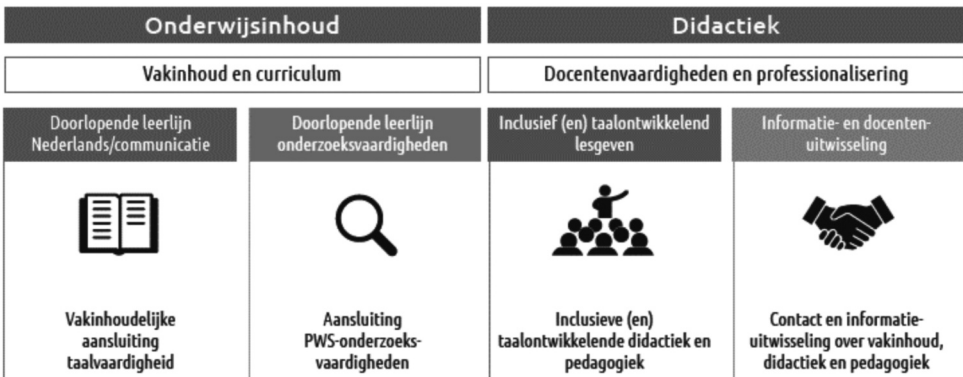 Onderwijsinhoud
Didactiek
Vakinhoud en curriculum
Docentenvaardigheden en professionalisering
Doorlopende leerlijn
Nederlands/communicatie
Doorlopende leerlijn
onderzoeksvaardigheden
Inclusief (en) taalontwikkelend
lesgeven
Informatie- en docenten-
uitwisseling
Vakinhoudelijke
aansluiting
taalvaardigheid
Aansluiting
PWS-onderzoeks-
vaardigheden
Inclusieve (en)
taalontwikkelende didactiek en
pedagogiek
Contact en informatie-
uitwisseling over vakinhoud,
didactiek en pedagogiek